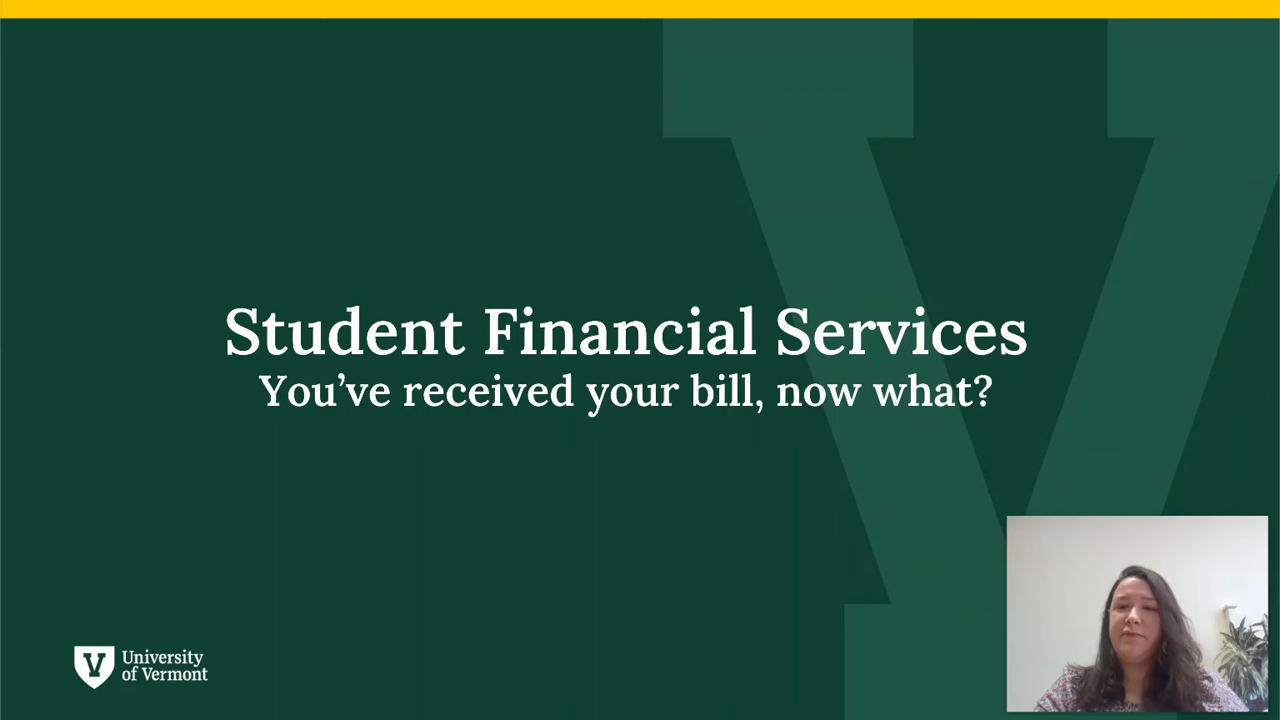 Student Financial Services
You've received your bill, now what?
V
University
of Vermont